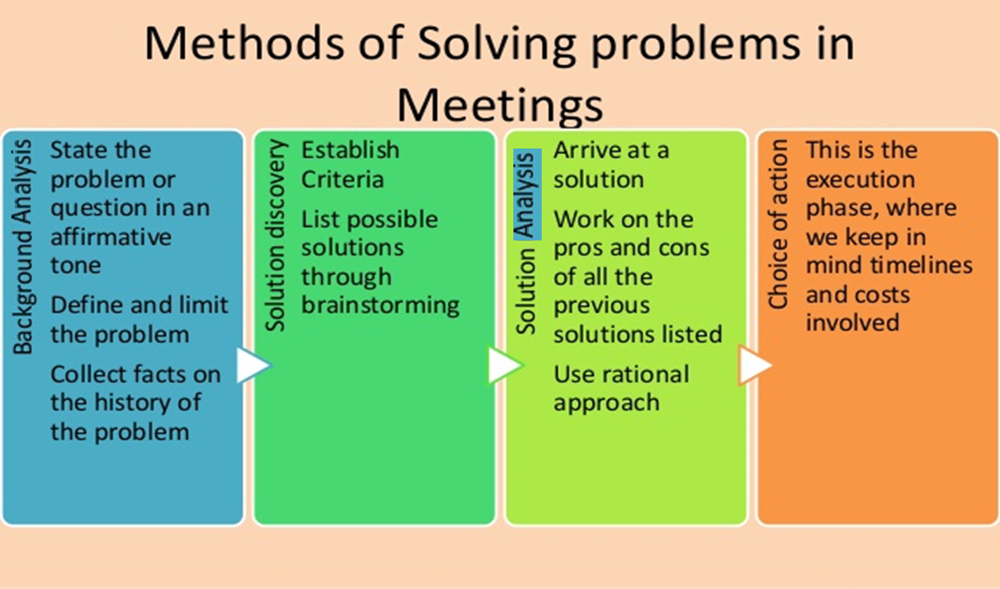 Methods of Solving problems in
Meetings
Background Analysis
State the
problem or
question in an
affirmative
tone
Define and limit
the problem
Collect facts on
the history of
the problem
Solution discovery
Establish
Criteria
List possible
solutions
through
brainstorming
Solution Analysis
Arrive at a
solution
Work on the
pros and cons
of all the
previous
solutions listed
Use rational
approach
Choice of action
This is the
execution
phase, where
we keep in
mind timelines
and costs
involved